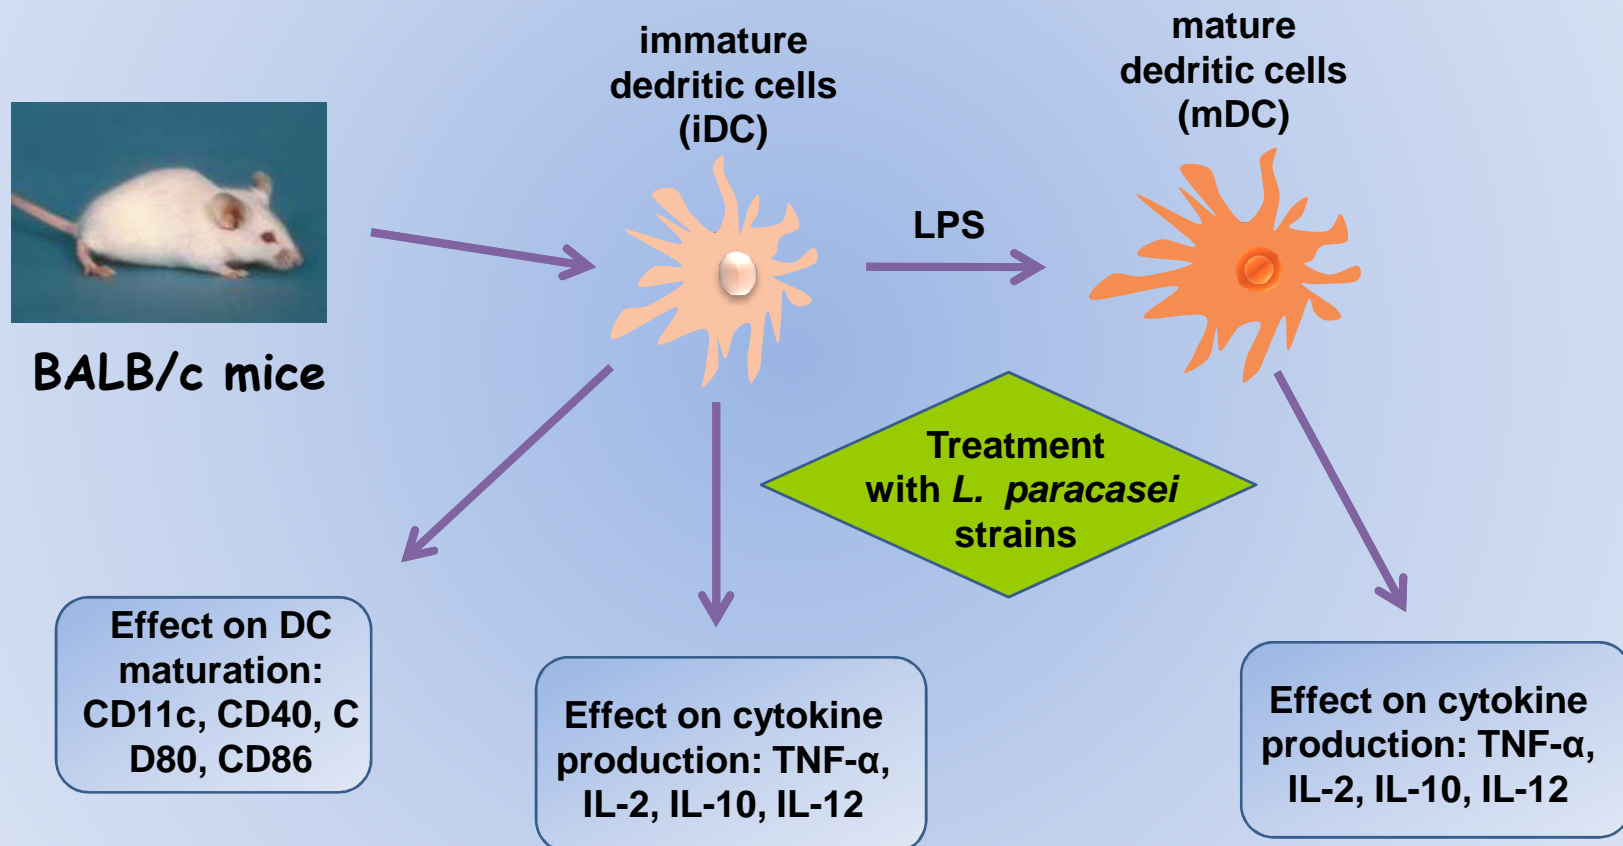 immature
dedritic cells
(iDC)
mature
dedritic cells
(mDC)
LPS
BALB/c mice
Treatment
with L. paracasei
strains
Effect on DC
maturation:
CD11c, CD40, C
D80, CD86
Effect on cytokine
production: TNF-α,
IL-2, IL-10, IL-12
Effect on cytokine
production: TNF-α,
IL-2, IL-10, IL-12